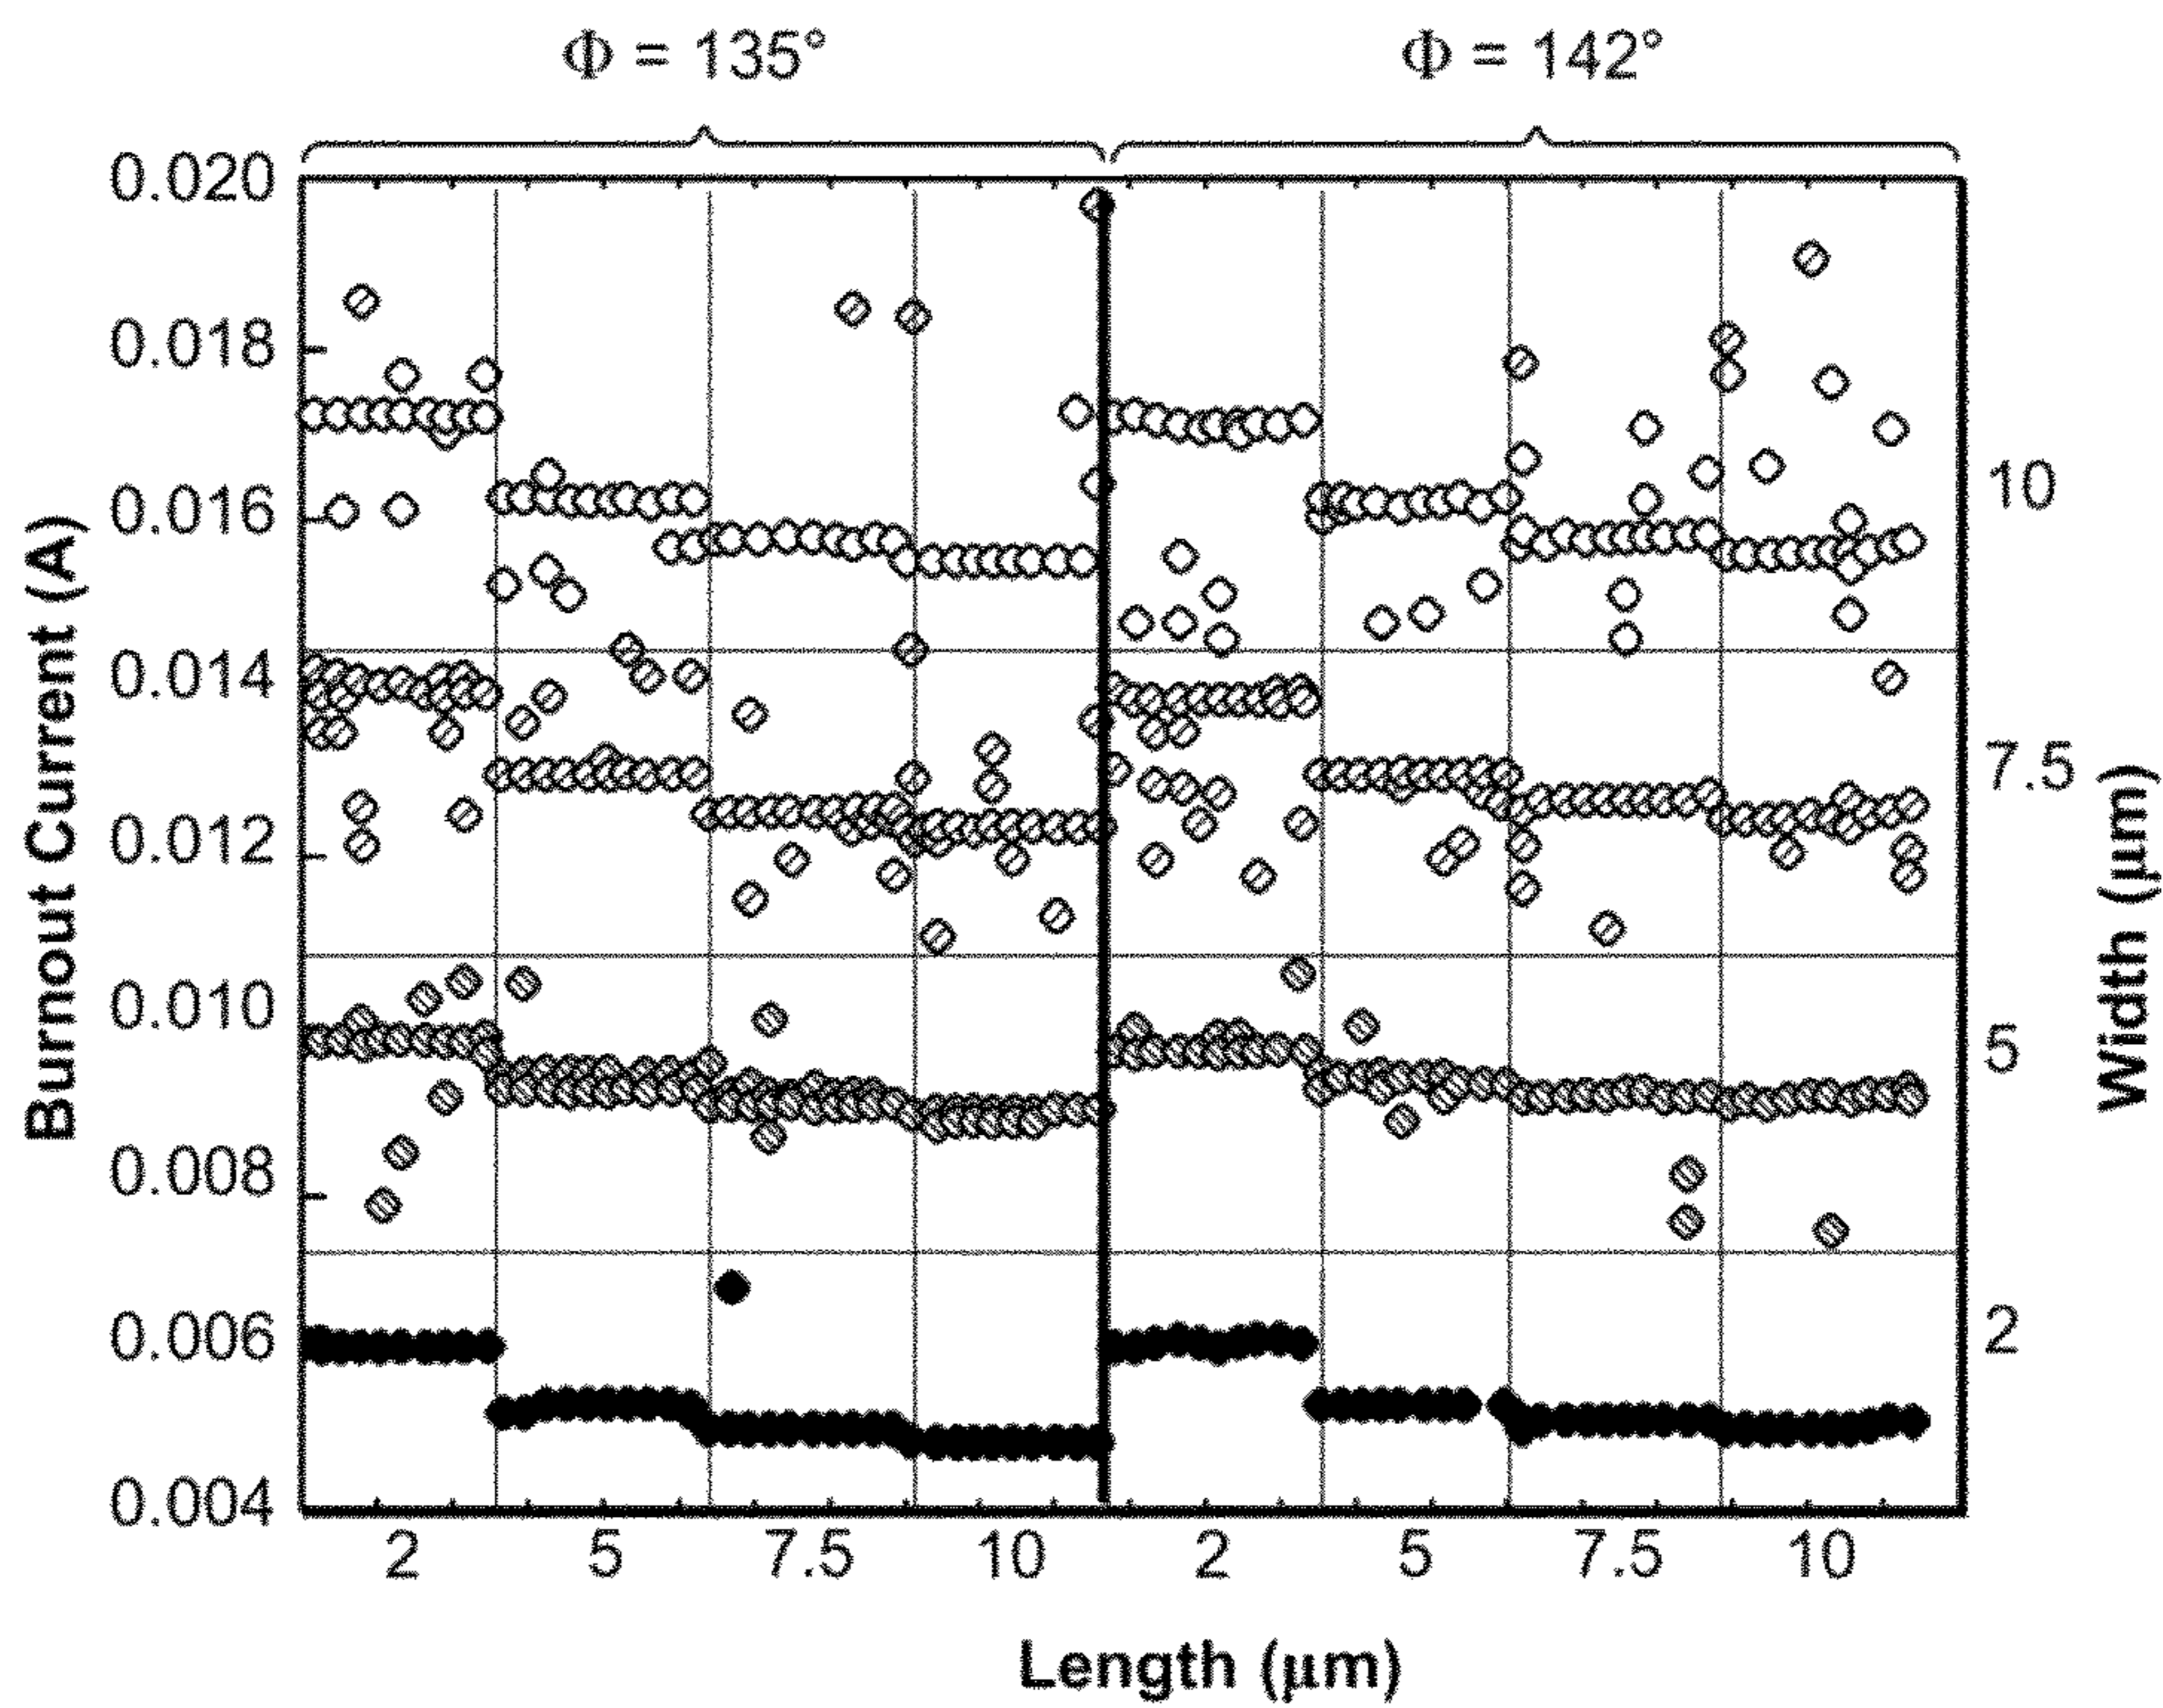 Φ = 135°
Φ = 142°
Burnout Current (A)
0.020
0.018
0.016
0.014
0.012
0.010
0.008
0.006
0.004
10
7.5
5
2
Width (μm)
2 5 7.5 10 2 5 7.5 10
Length (μm)